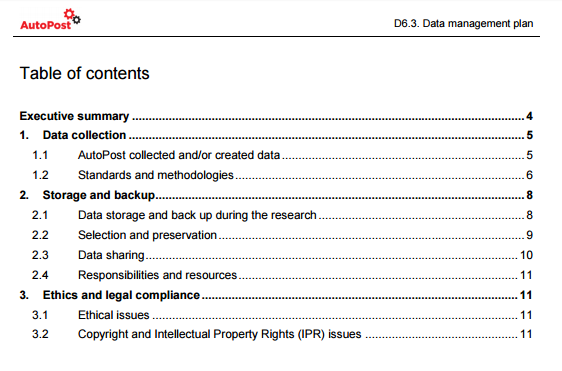 AutoPost
D6.3. Data management plan
Table of contents
Executive summary ........ 4
1. Data collection ........ 5
1.1 AutoPost collected and/or created data ........ 5
1.2 Standards and methodologies ........ 6
2. Storage and backup ........ 8
2.1 Data storage and back up during the research ........ 8
2.2 Selection and preservation ........ 9
2.3 Data sharing ........ 10
2.4 Responsibilities and resources ........ 11
3. Ethics and legal compliance ........ 11
3.1 Ethical issues ........ 11
3.2 Copyright and Intellectual Property Rights (IPR) issues ........ 11